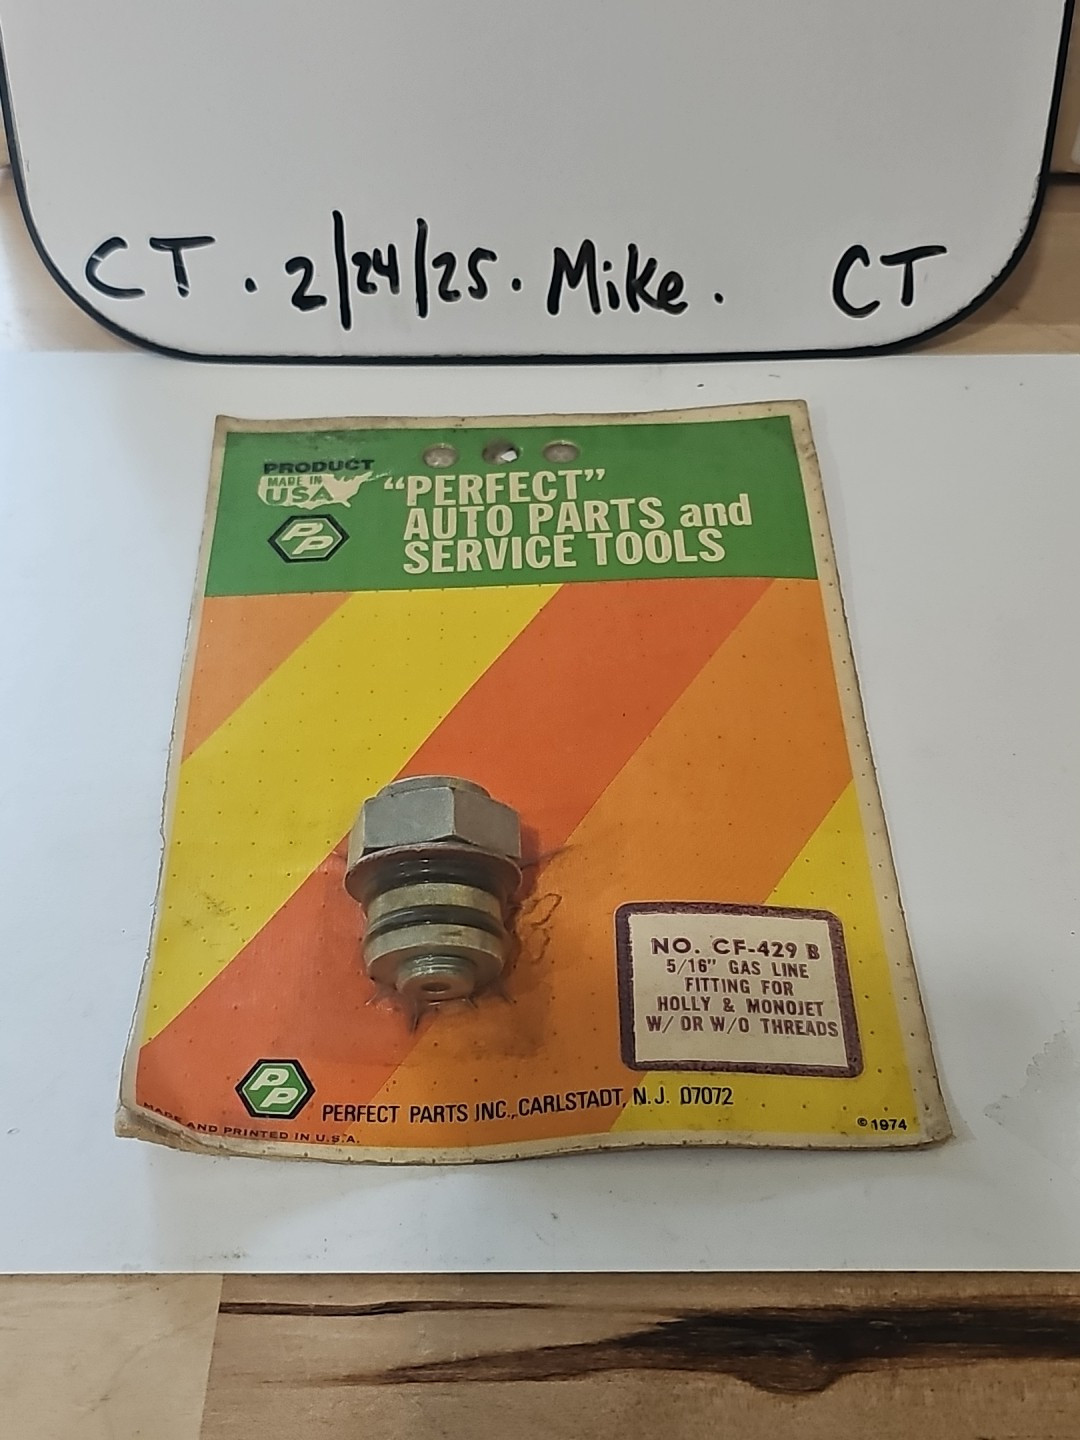 CT . 2/24/25 . Mike . CT
PRODUCT
MADE IN
USA
PP
"PERFECT"
AUTO PARTS and
SERVICE TOOLS
NO. CF-429 B
5/16" GAS LINE
FITTING FOR
HOLLY & MONOJET
W/ OR W/O THREADS
PP
PERFECT PARTS INC., CARLSTADT, N.J. 07072
MADE AND PRINTED IN U.S.A.
© 1974